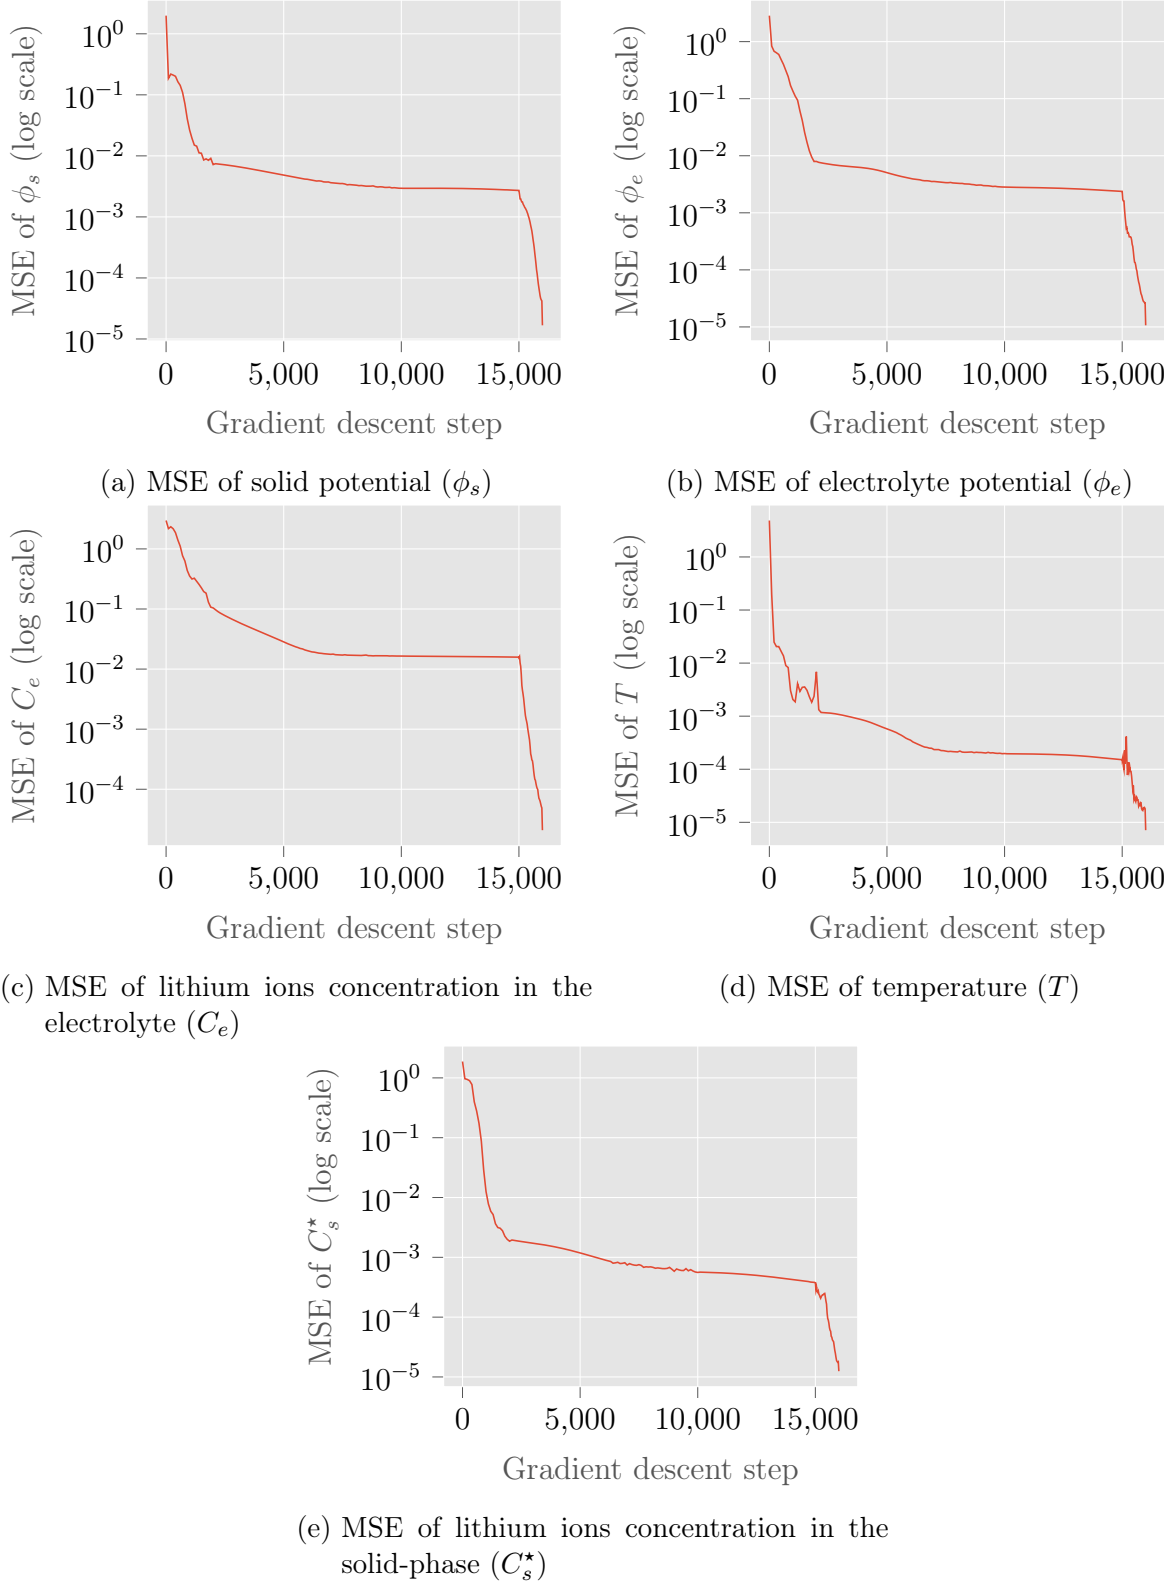 10^0
10^−1
10^−2
10^−3
10^−4
10^−5
MSE of ϕ_s (log scale)
0 5,000 10,000 15,000
Gradient descent step
(a) MSE of solid potential (ϕ_s)
10^0
10^−1
10^−2
10^−3
10^−4
10^−5
MSE of ϕ_e (log scale)
0 5,000 10,000 15,000
Gradient descent step
(b) MSE of electrolyte potential (ϕ_e)
10^0
10^−1
10^−2
10^−3
10^−4
MSE of C_e (log scale)
0 5,000 10,000 15,000
Gradient descent step
(c) MSE of lithium ions concentration in the
electrolyte (C_e)
10^0
10^−1
10^−2
10^−3
10^−4
10^−5
MSE of T (log scale)
0 5,000 10,000 15,000
Gradient descent step
(d) MSE of temperature (T)
10^0
10^−1
10^−2
10^−3
10^−4
10^−5
MSE of C_s^⋆ (log scale)
0 5,000 10,000 15,000
Gradient descent step
(e) MSE of lithium ions concentration in the
solid-phase (C_s^⋆)